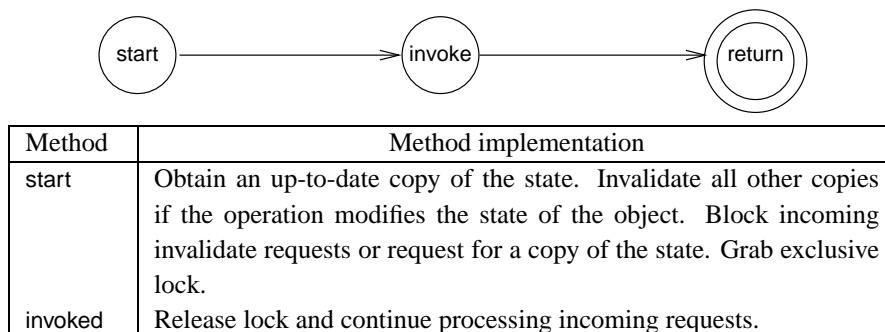 start invoke return
Method Method implementation
start Obtain an up-to-date copy of the state. Invalidate all other copies
if the operation modifies the state of the object. Block incoming
invalidate requests or request for a copy of the state. Grab exclusive
lock.
invoked Release lock and continue processing incoming requests.